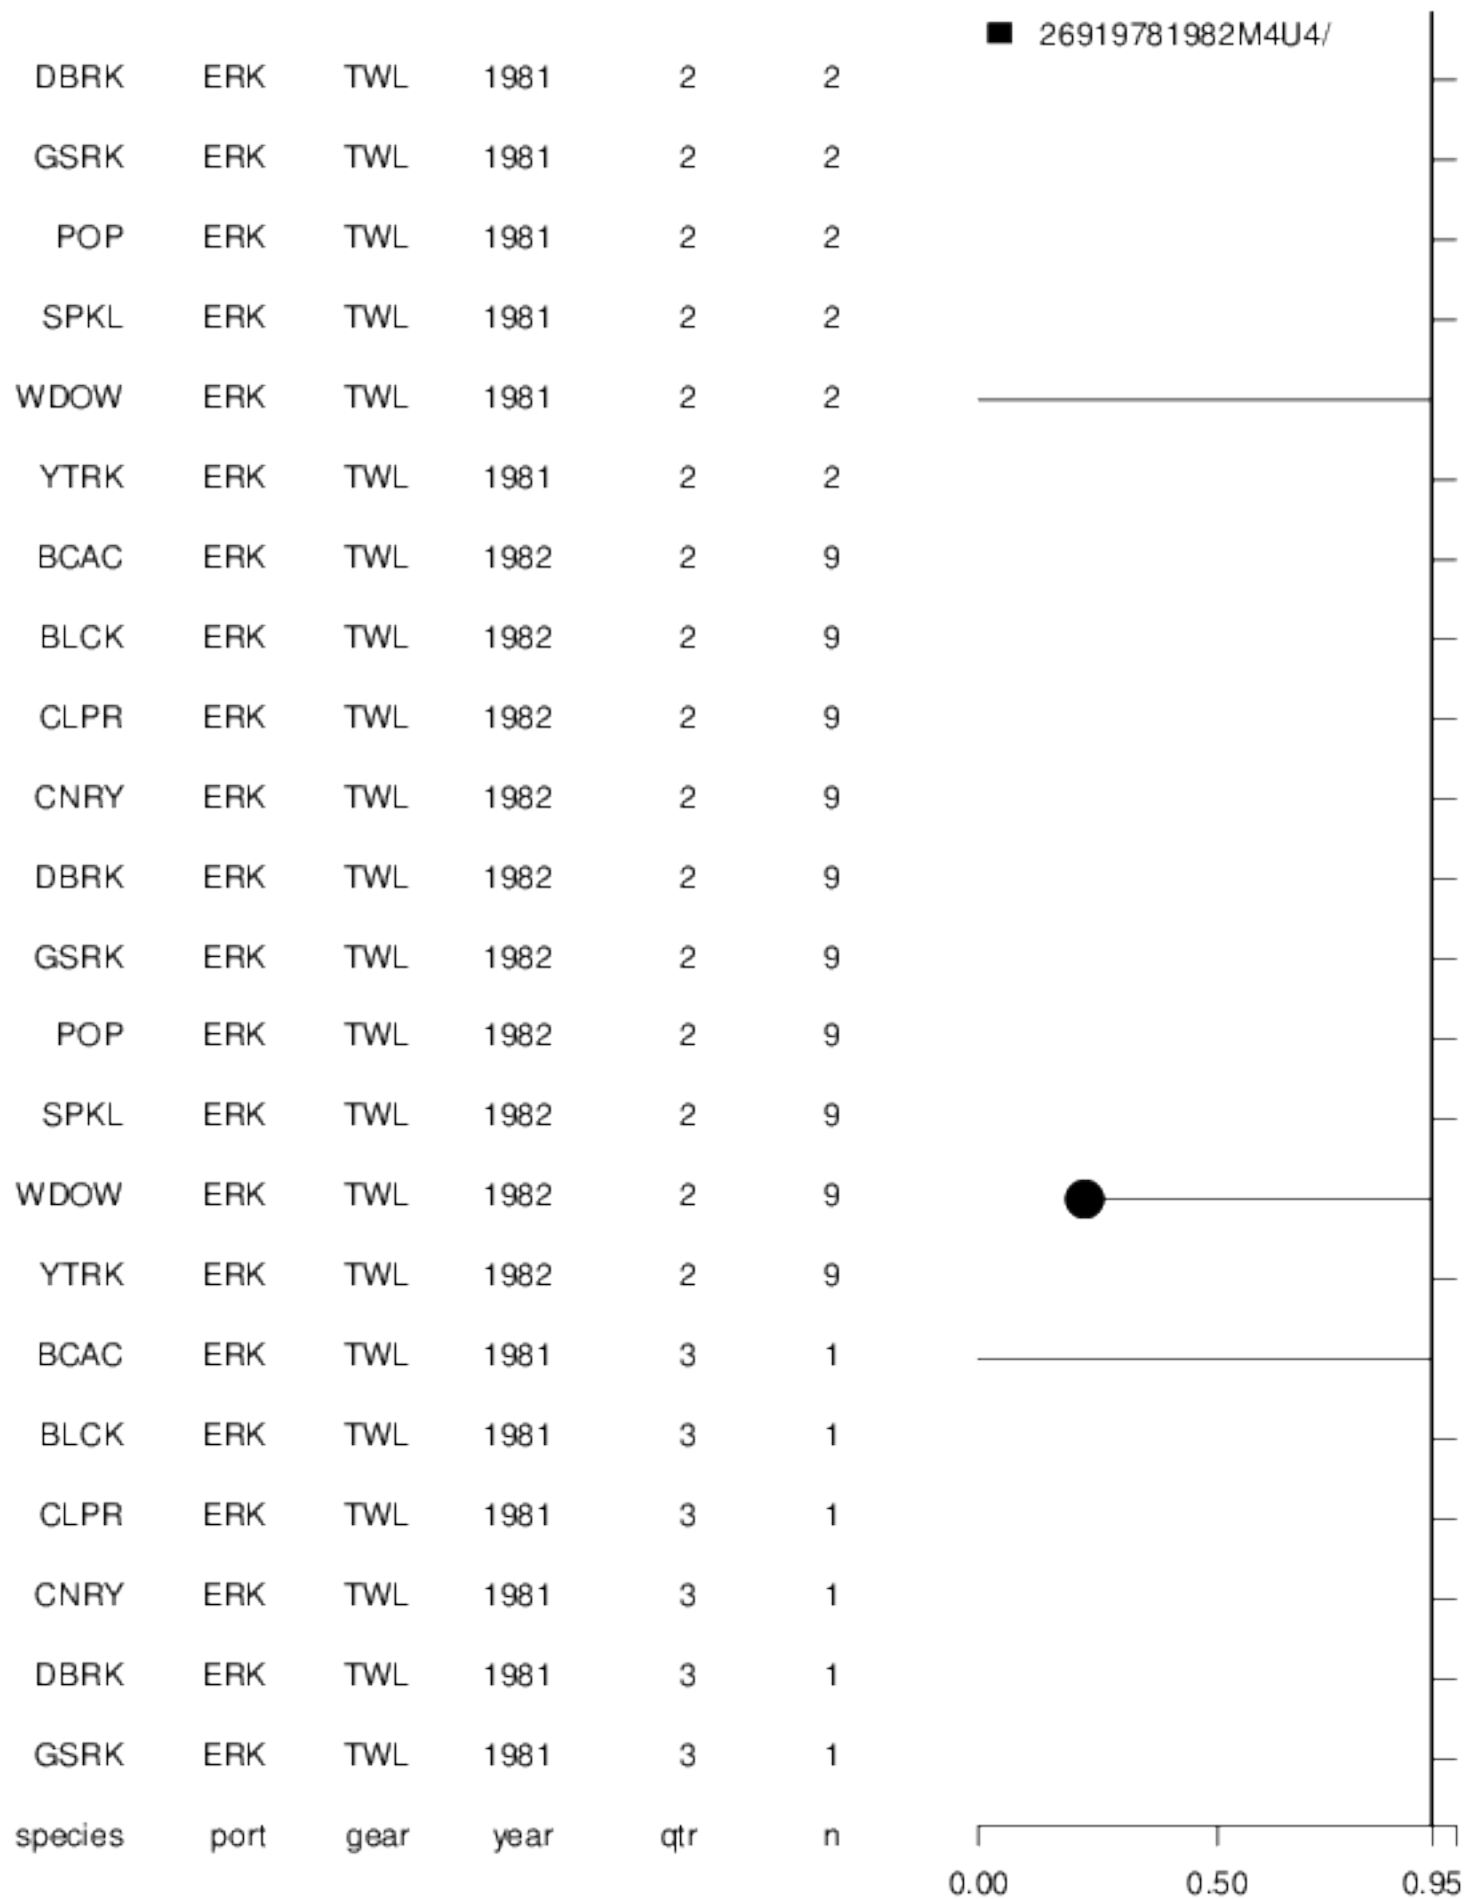 26919781982M4U4/
DBRK ERK TWL 1981 2 2
GSRK ERK TWL 1981 2 2
POP ERK TWL 1981 2 2
SPKL ERK TWL 1981 2 2
WDOW ERK TWL 1981 2 2
YTRK ERK TWL 1981 2 2
BCAC ERK TWL 1982 2 9
BLCK ERK TWL 1982 2 9
CLPR ERK TWL 1982 2 9
CNRY ERK TWL 1982 2 9
DBRK ERK TWL 1982 2 9
GSRK ERK TWL 1982 2 9
POP ERK TWL 1982 2 9
SPKL ERK TWL 1982 2 9
WDOW ERK TWL 1982 2 9
YTRK ERK TWL 1982 2 9
BCAC ERK TWL 1981 3 1
BLCK ERK TWL 1981 3 1
CLPR ERK TWL 1981 3 1
CNRY ERK TWL 1981 3 1
DBRK ERK TWL 1981 3 1
GSRK ERK TWL 1981 3 1
species port gear year qtr n
0.00 0.50 0.95